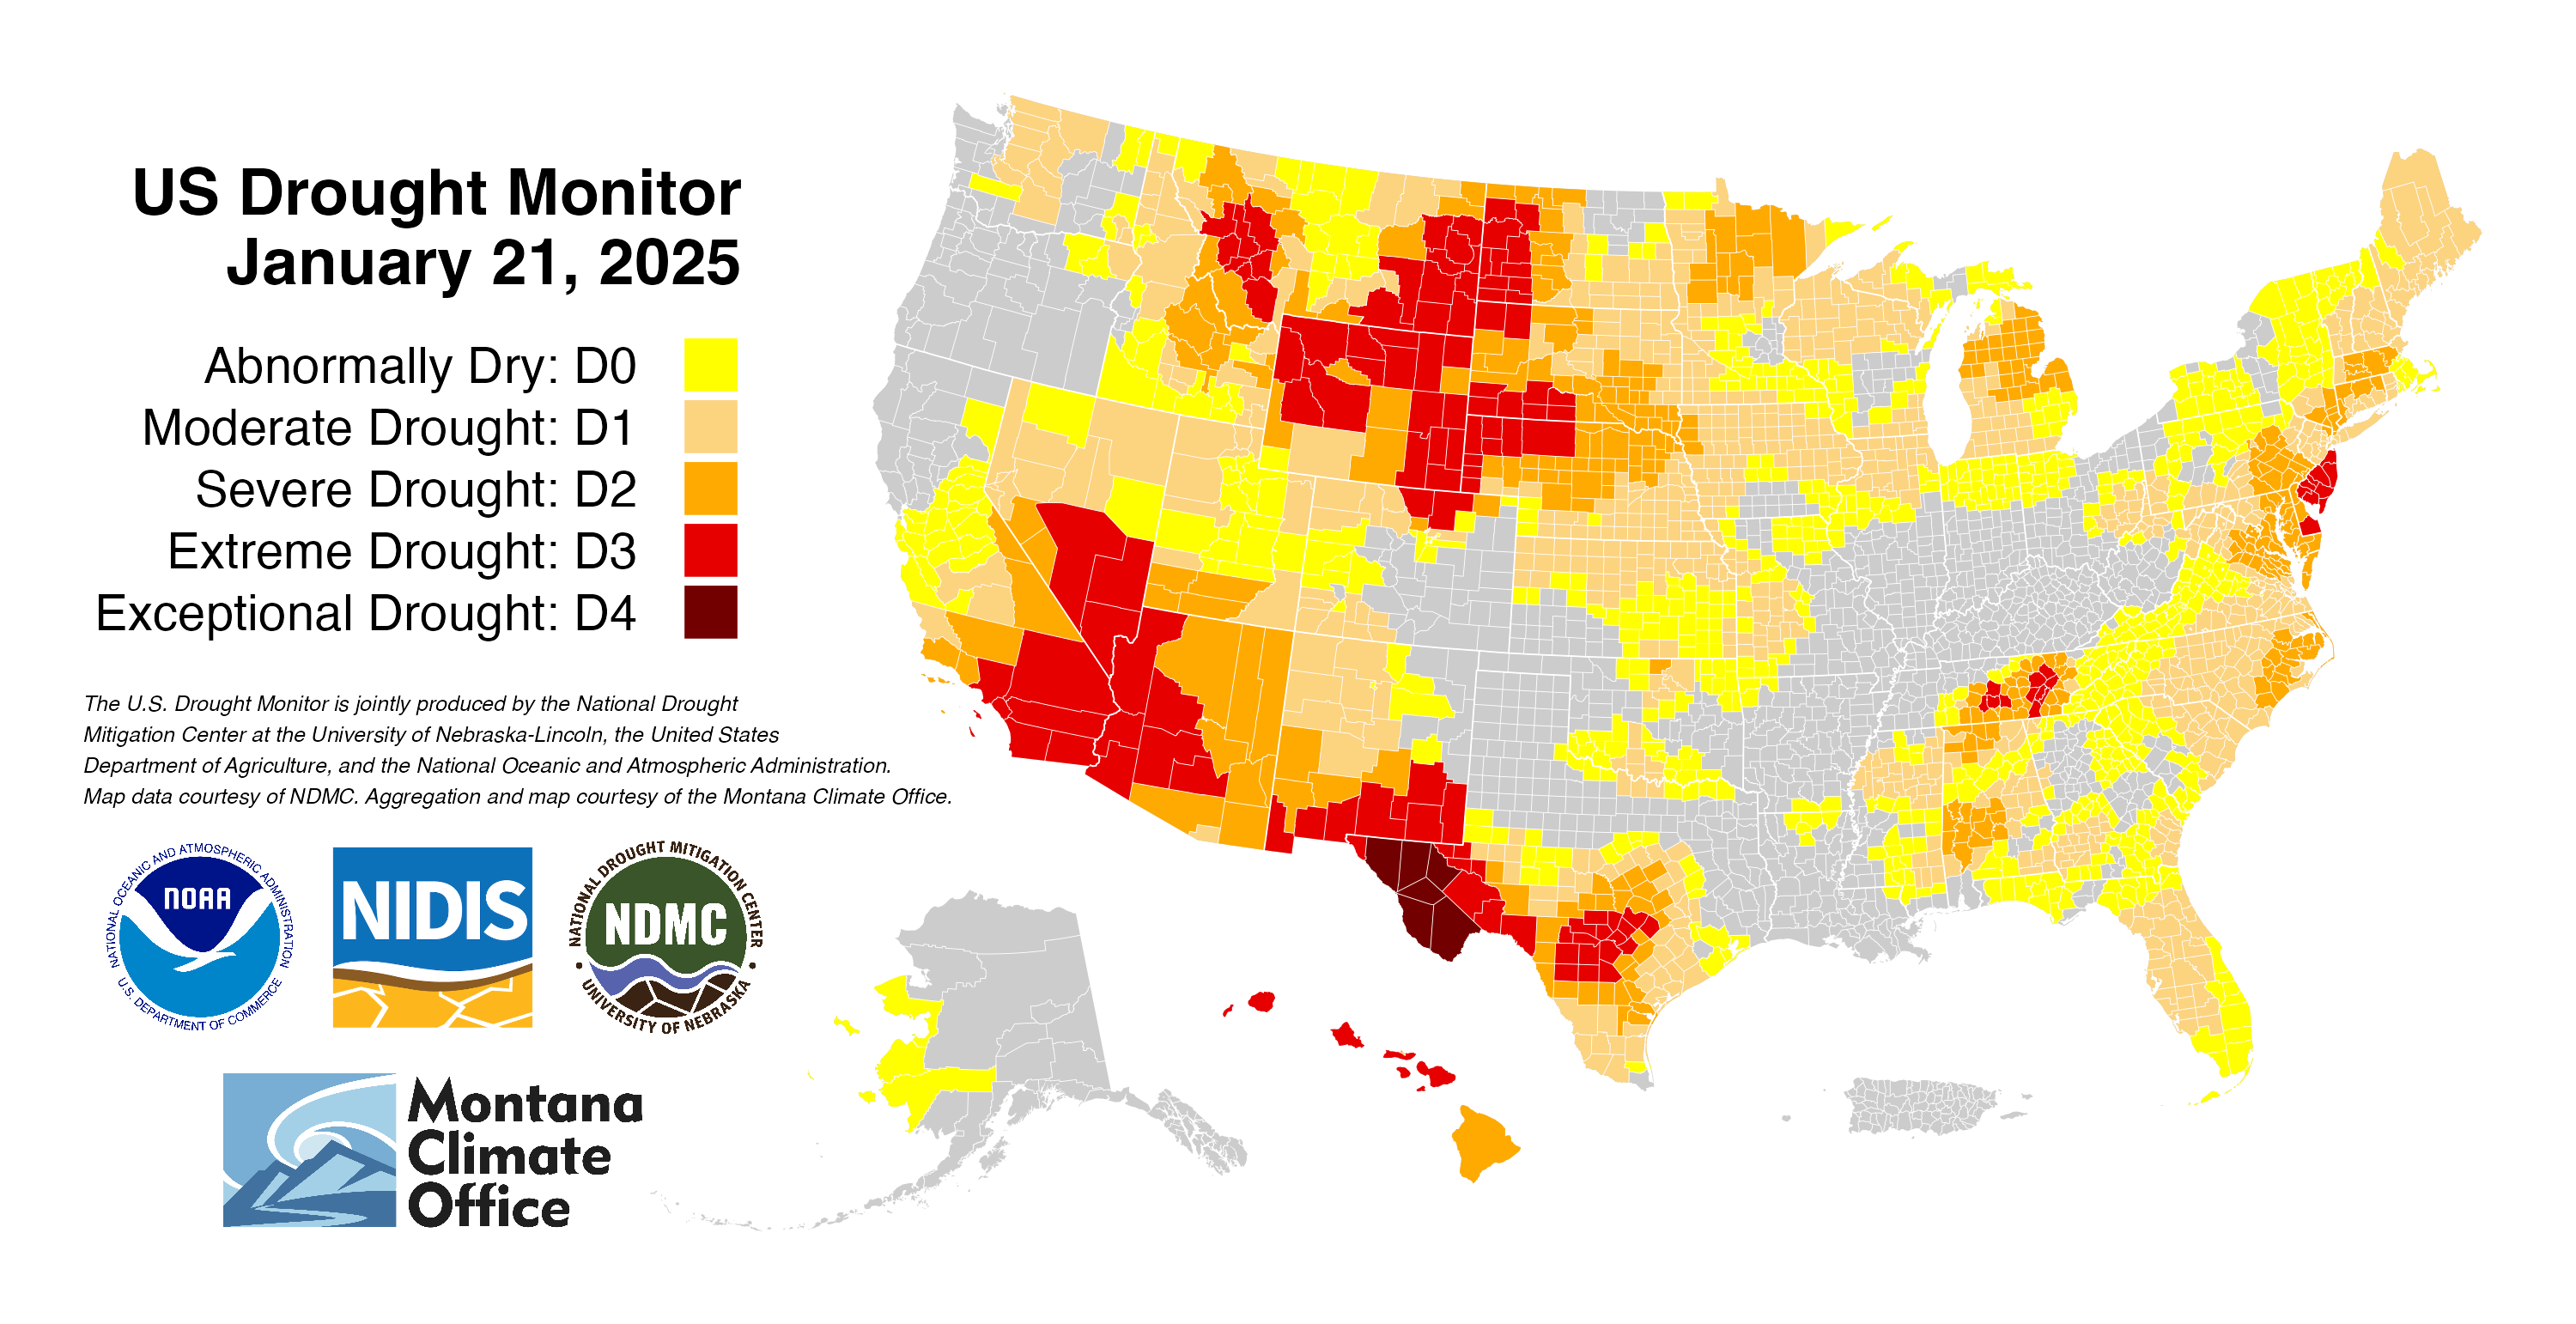 US Drought Monitor
January 21, 2025
Abnormally Dry: D0
Moderate Drought: D1
Severe Drought: D2
Extreme Drought: D3
Exceptional Drought: D4
The U.S. Drought Monitor is jointly produced by the National Drought
Mitigation Center at the University of Nebraska-Lincoln, the United States
Department of Agriculture, and the National Oceanic and Atmospheric Administration.
Map data courtesy of NDMC. Aggregation and map courtesy of the Montana Climate Office.
NATIONAL OCEANIC AND ATMOSPHERIC ADMINISTRATION
NOAA
U.S. DEPARTMENT OF COMMERCE
NIDIS
NATIONAL DROUGHT MITIGATION CENTER
NDMC
UNIVERSITY OF NEBRASKA
Montana
Climate
Office